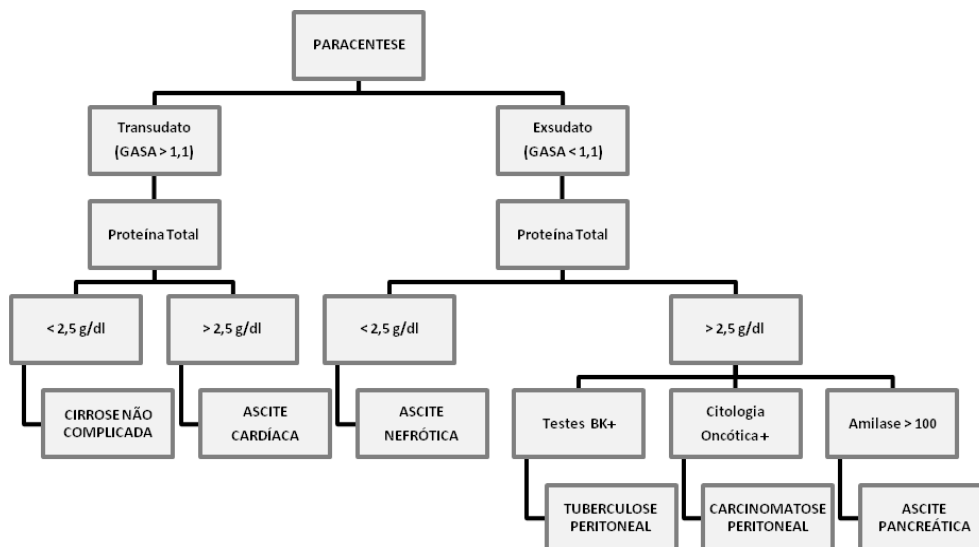 PARACENTESE
Transudato
(GASA > 1,1)
Exsudato
(GASA < 1,1)
Proteína Total
Proteína Total
< 2,5 g/dl
> 2,5 g/dl
< 2,5 g/dl
> 2,5 g/dl
CIRROSE NÃO
COMPLICADA
ASCITE
CARDÍACA
ASCITE
NEFRÓTICA
Testes BK+
Citologia
Oncótica +
Amilase > 100
TUBERCULOSE
PERITONEAL
CARCINOMATOSE
PERITONEAL
ASCITE
PANCREÁTICA